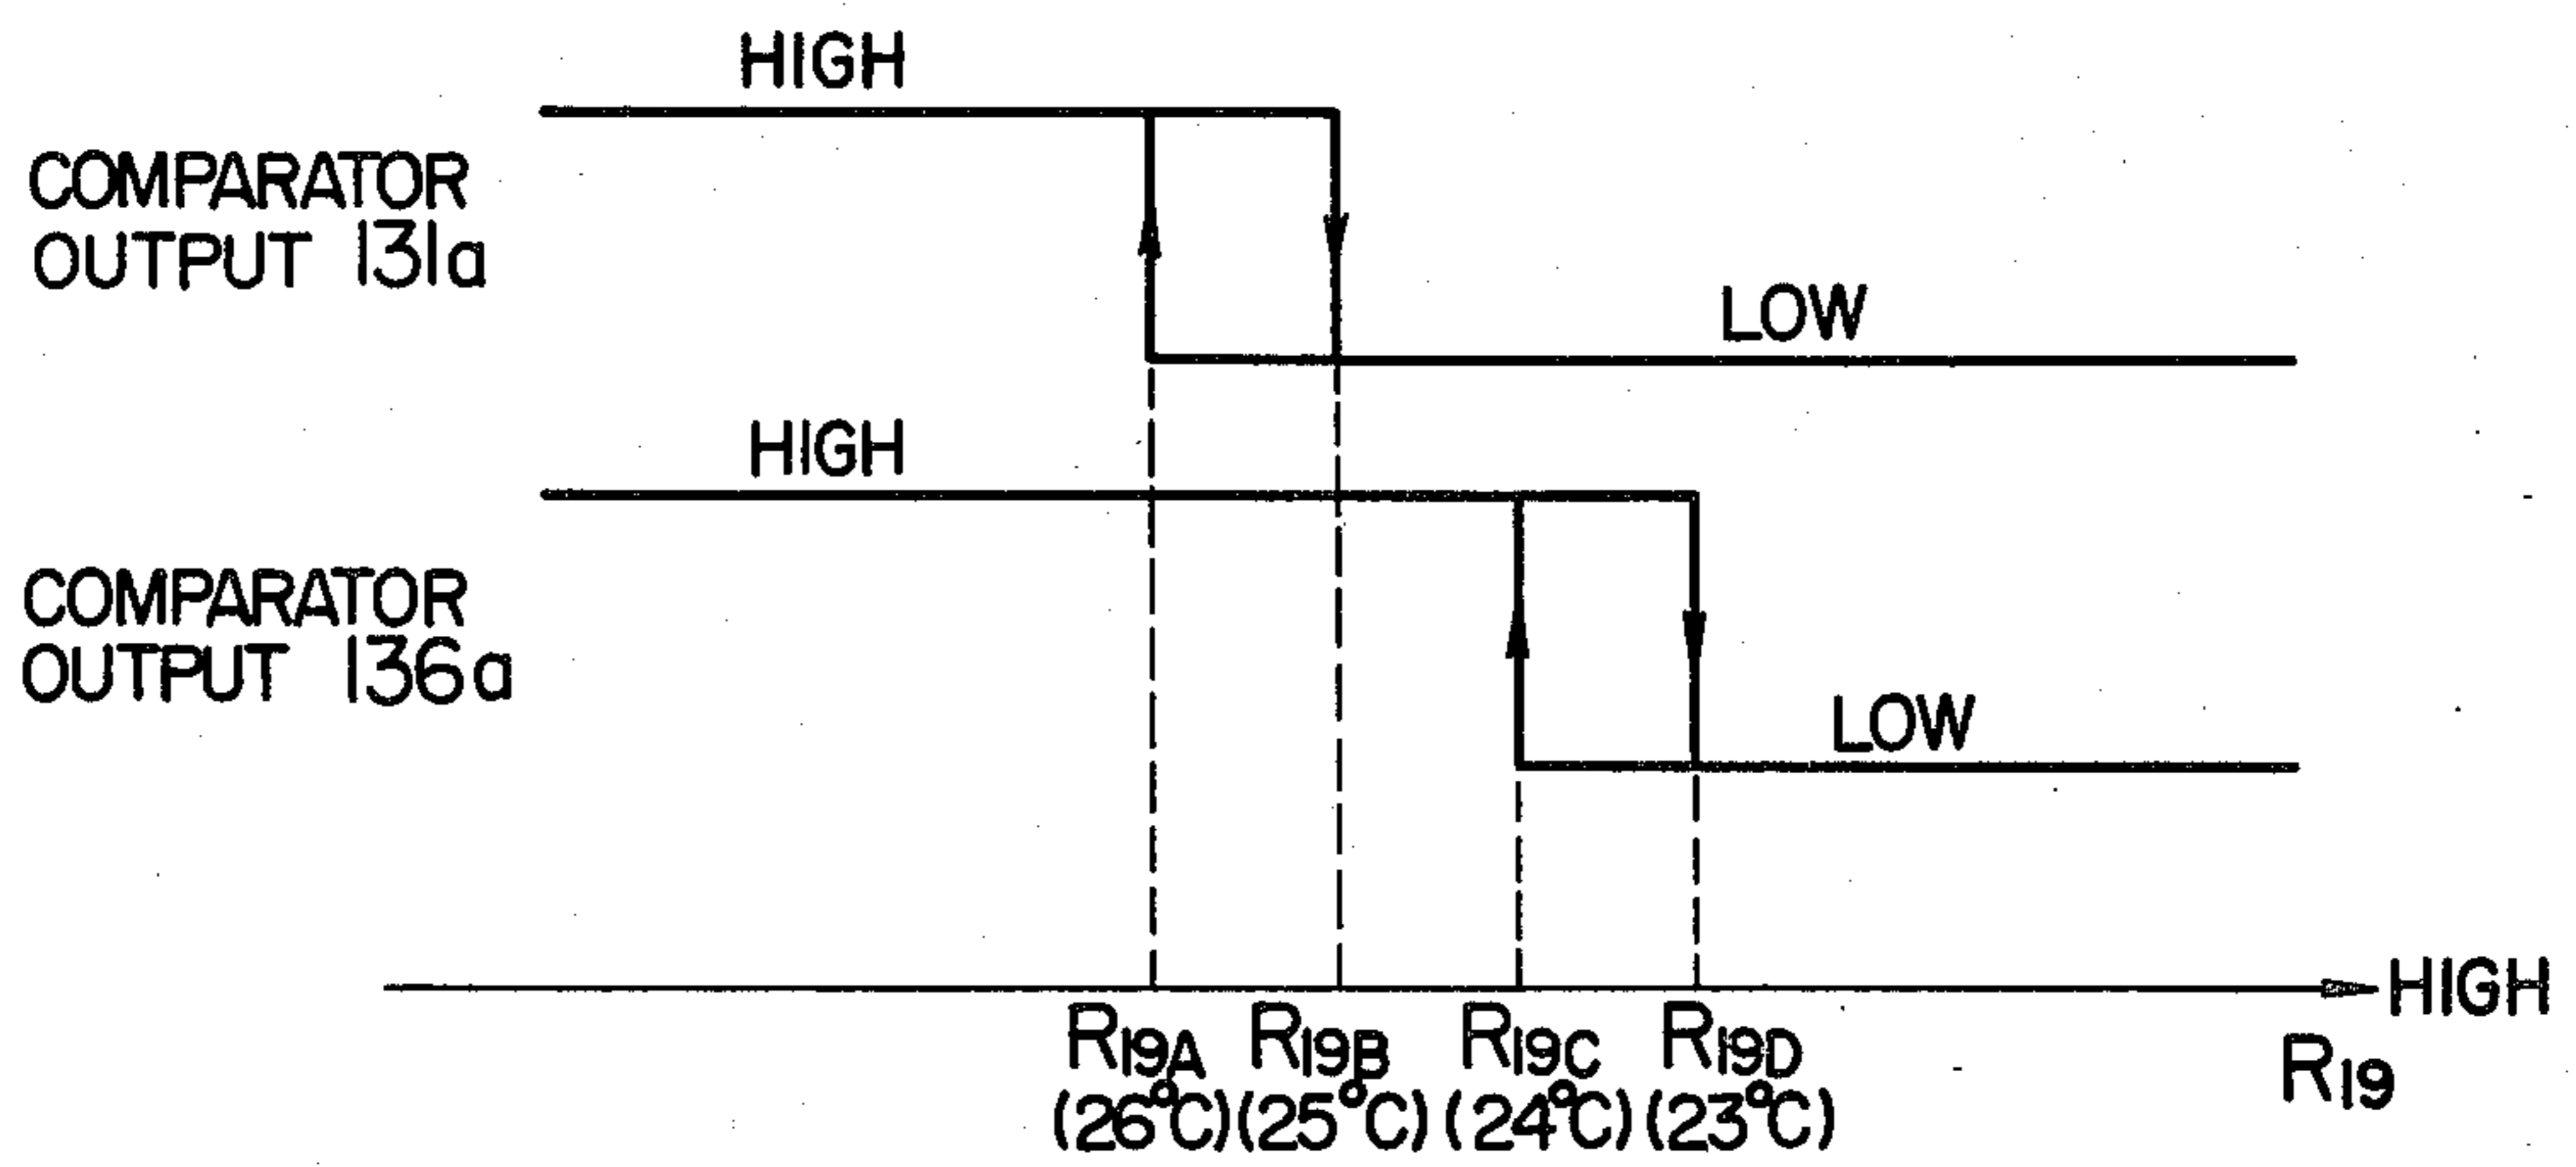 HIGH
COMPARATOR
OUTPUT 131a
LOW
HIGH
COMPARATOR
OUTPUT 136a
LOW
HIGH
R19A R19B R19C R19D R19
(26°C) (25°C) (24°C) (23°C)